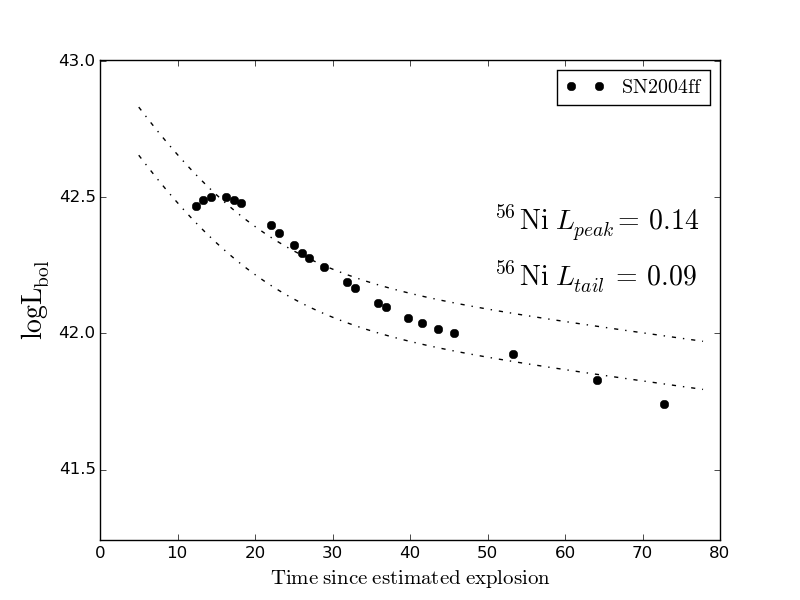 43.0
SN2004ff
42.5
⁵⁶Ni L_peak = 0.14
⁵⁶Ni L_tail = 0.09
logL_bol
42.0
41.5
0 10 20 30 40 50 60 70 80
Time since estimated explosion